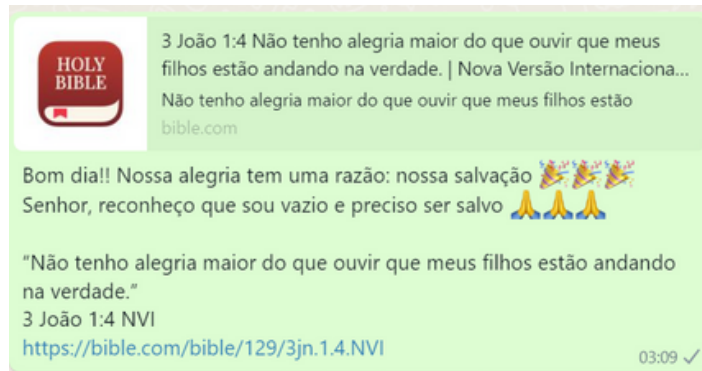 HOLY
BIBLE
3 João 1:4 Não tenho alegria maior do que ouvir que meus
filhos estão andando na verdade. | Nova Versão Internaciona...
Não tenho alegria maior do que ouvir que meus filhos estão
bible.com
Bom dia!! Nossa alegria tem uma razão: nossa salvação 🎉🎉🎉
Senhor, reconheço que sou vazio e preciso ser salvo 🙏🙏🙏
"Não tenho alegria maior do que ouvir que meus filhos estão andando
na verdade."
3 João 1:4 NVI
https://bible.com/bible/129/3jn.1.4.NVI
03:09